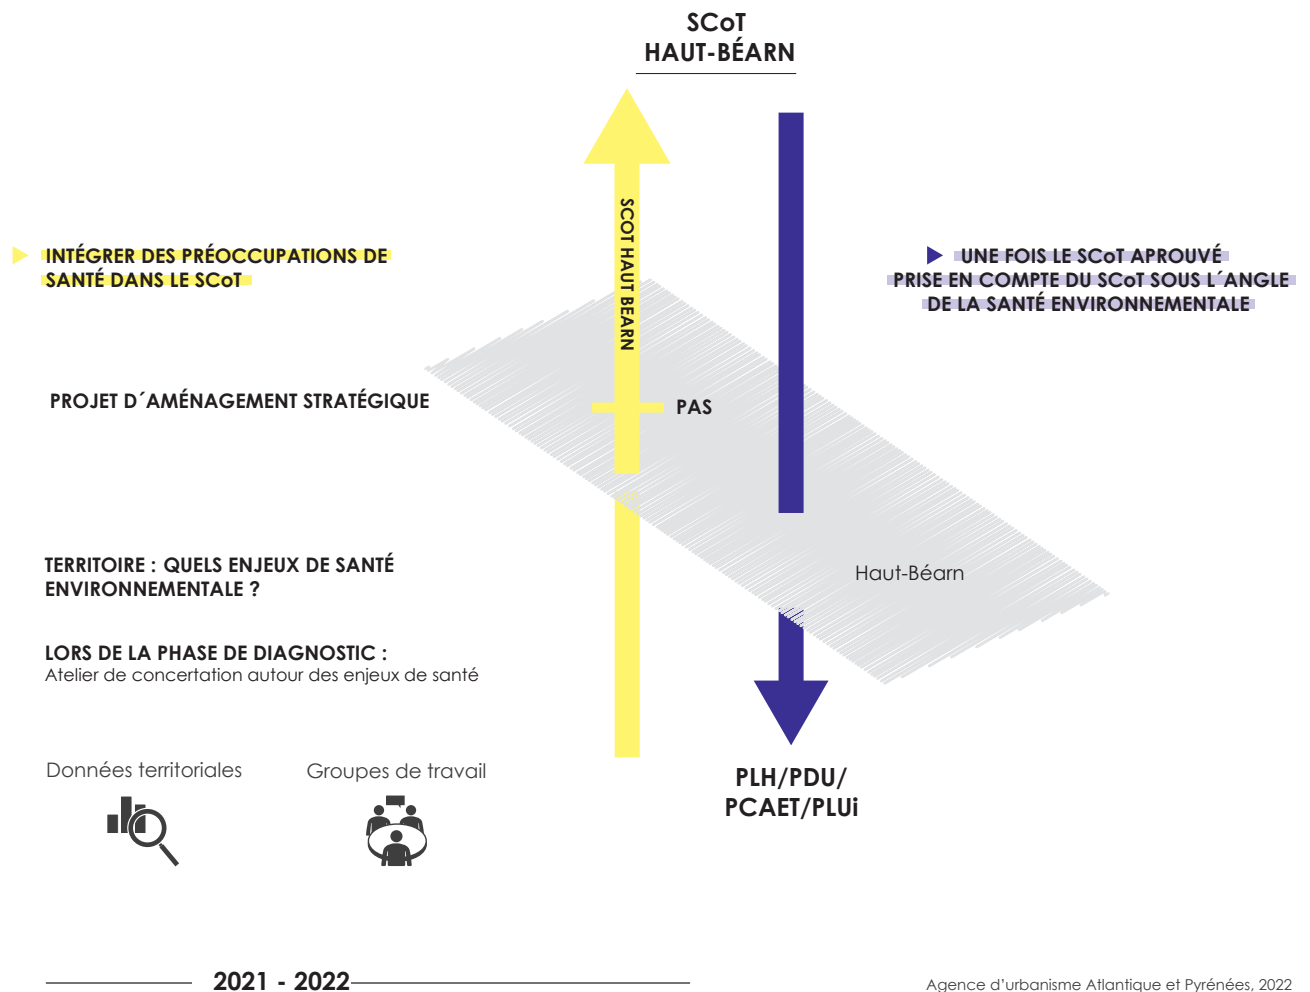 SCoT
HAUT-BÉARN
SCOT HAUT BEARN
INTÉGRER DES PRÉOCCUPATIONS DE
SANTÉ DANS LE SCoT
UNE FOIS LE SCoT APROUVÉ
PRISE EN COMPTE DU SCoT SOUS L´ANGLE
DE LA SANTÉ ENVIRONNEMENTALE
PROJET D´AMÉNAGEMENT STRATÉGIQUE
PAS
TERRITOIRE : QUELS ENJEUX DE SANTÉ
ENVIRONNEMENTALE ?
Haut-Béarn
LORS DE LA PHASE DE DIAGNOSTIC :
Atelier de concertation autour des enjeux de santé
Données territoriales
Groupes de travail
PLH/PDU/
PCAET/PLUi
2021 - 2022
Agence d'urbanisme Atlantique et Pyrénées, 2022